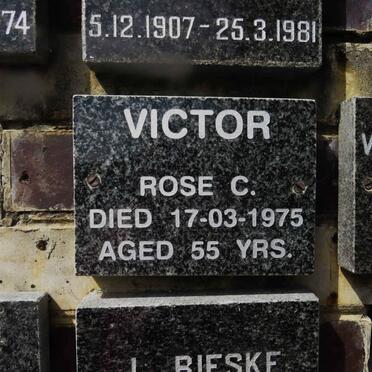 74
5.12.1907-25.3.1981
VICTOR
ROSE C.
DIED 17-03-1975
AGED 55 YRS.
BIESKE